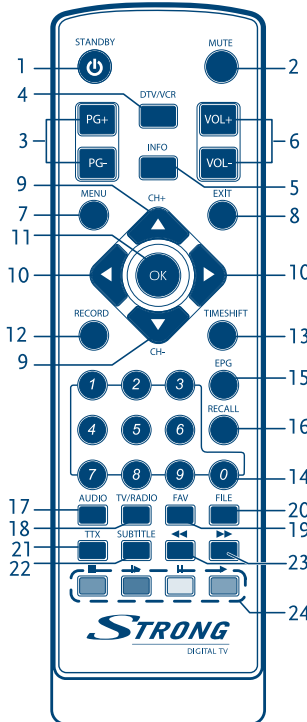 STANDBY MUTE
1 2
4 DTV/VCR
PG+ VOL+
3 6
INFO
PG- VOL-
9 5
MENU CH+ EXIT
7 8
11
10 OK 10
RECORD TIMESHIFT
12 13
9 CH-
EPG
1 2 3 15
RECALL
4 5 6 16
7 8 9 0 14
AUDIO TV/RADIO FAV FILE
17 20
18 19
TTX SUBTITLE
21
22 23
24
STRONG
DIGITAL TV